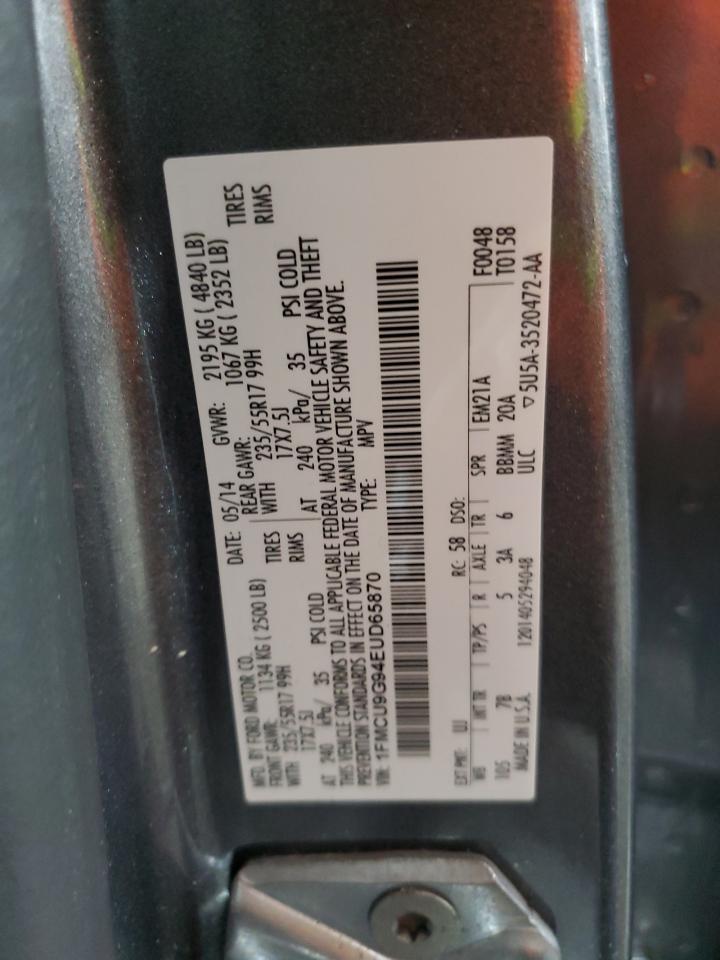 MFD. BY FORD MOTOR CO. DATE: 05/14 GVWR: 2195 KG ( 4840 LB)
FRONT GAWR: 1134 KG ( 2500 LB) REAR GAWR: 1067 KG ( 2352 LB)
WITH 235/55R17 99H TIRES WITH 235/55R17 99H TIRES
17X7.5J RIMS 17X7.5J RIMS
AT 240 kPa/ 35 PSI COLD AT 240 kPa/ 35 PSI COLD
THIS VEHICLE CONFORMS TO ALL APPLICABLE FEDERAL MOTOR VEHICLE SAFETY AND THEFT
PREVENTION STANDARDS IN EFFECT ON THE DATE OF MANUFACTURE SHOWN ABOVE.
VIN: 1FMCU9G94EUD65870 TYPE: MPV
EXT PNT: UJ RC: 58 DSO: F0048
WB INT TR TP/PS R AXLE TR SPR EM21A T0158
105 7B 5 3A 6 BBMM 20A
MADE IN U.S.A. 1201405294048 ULC ▽5U5A-3520472-AA